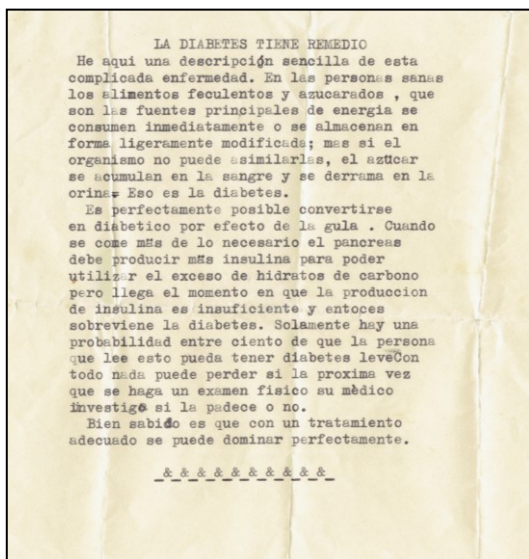 LA DIABETES TIENE REMEDIO
He aqui una descripción sencilla de esta
complicada enfermedad. En las personas sanas
los alimentos feculentos y azucarados , que
son las fuentes principales de energia se
consumen inmediatamente o se almacenan en
forma ligeramente modificada; mas si el
organismo no puede asimilarlas, el azúcar
se acumulan en la sangre y se derrama en la
orina= Eso es la diabetes.
Es perfectamente posible convertirse
en diabetico por efecto de la gula . Cuando
se come más de lo necesario el pancreas
debe producir más insulina para poder
utilizar el exceso de hidratos de carbono
pero llega el momento en que la produccion
de insulina es insuficiente y entoces
sobreviene la diabetes. Solamente hay una
probabilidad entre ciento de que la persona
que lee esto pueda tener diabetes leveCon
todo nada puede perder si la proxima vez
que se haga un examen fisico su médico
investiga si la padece o no.
Bien sabido es que con un tratamiento
adecuado se puede dominar perfectamente.
& & & & & & & & & &